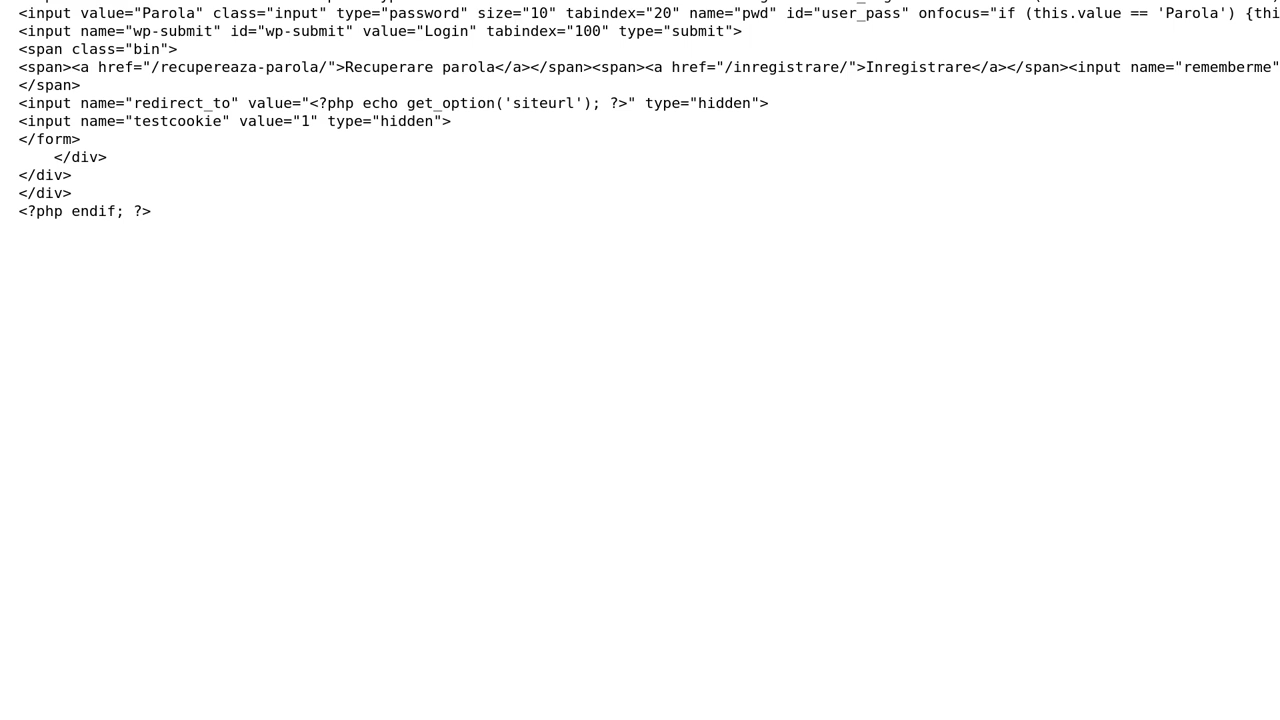 <input value="Parola" class="input" type="password" size="10" tabindex="20" name="pwd" id="user_pass" onfocus="if (this.value == 'Parola') {thi
<input name="wp-submit" id="wp-submit" value="Login" tabindex="100" type="submit">
<span class="bin">
<span><a href="/recupereaza-parola/">Recuperare parola</a></span><span><a href="/inregistrare/">Inregistrare</a></span><input name="rememberme"
</span>
<input name="redirect_to" value="<?php echo get_option('siteurl'); ?>" type="hidden">
<input name="testcookie" value="1" type="hidden">
</form>
</div>
</div>
</div>
<?php endif; ?>